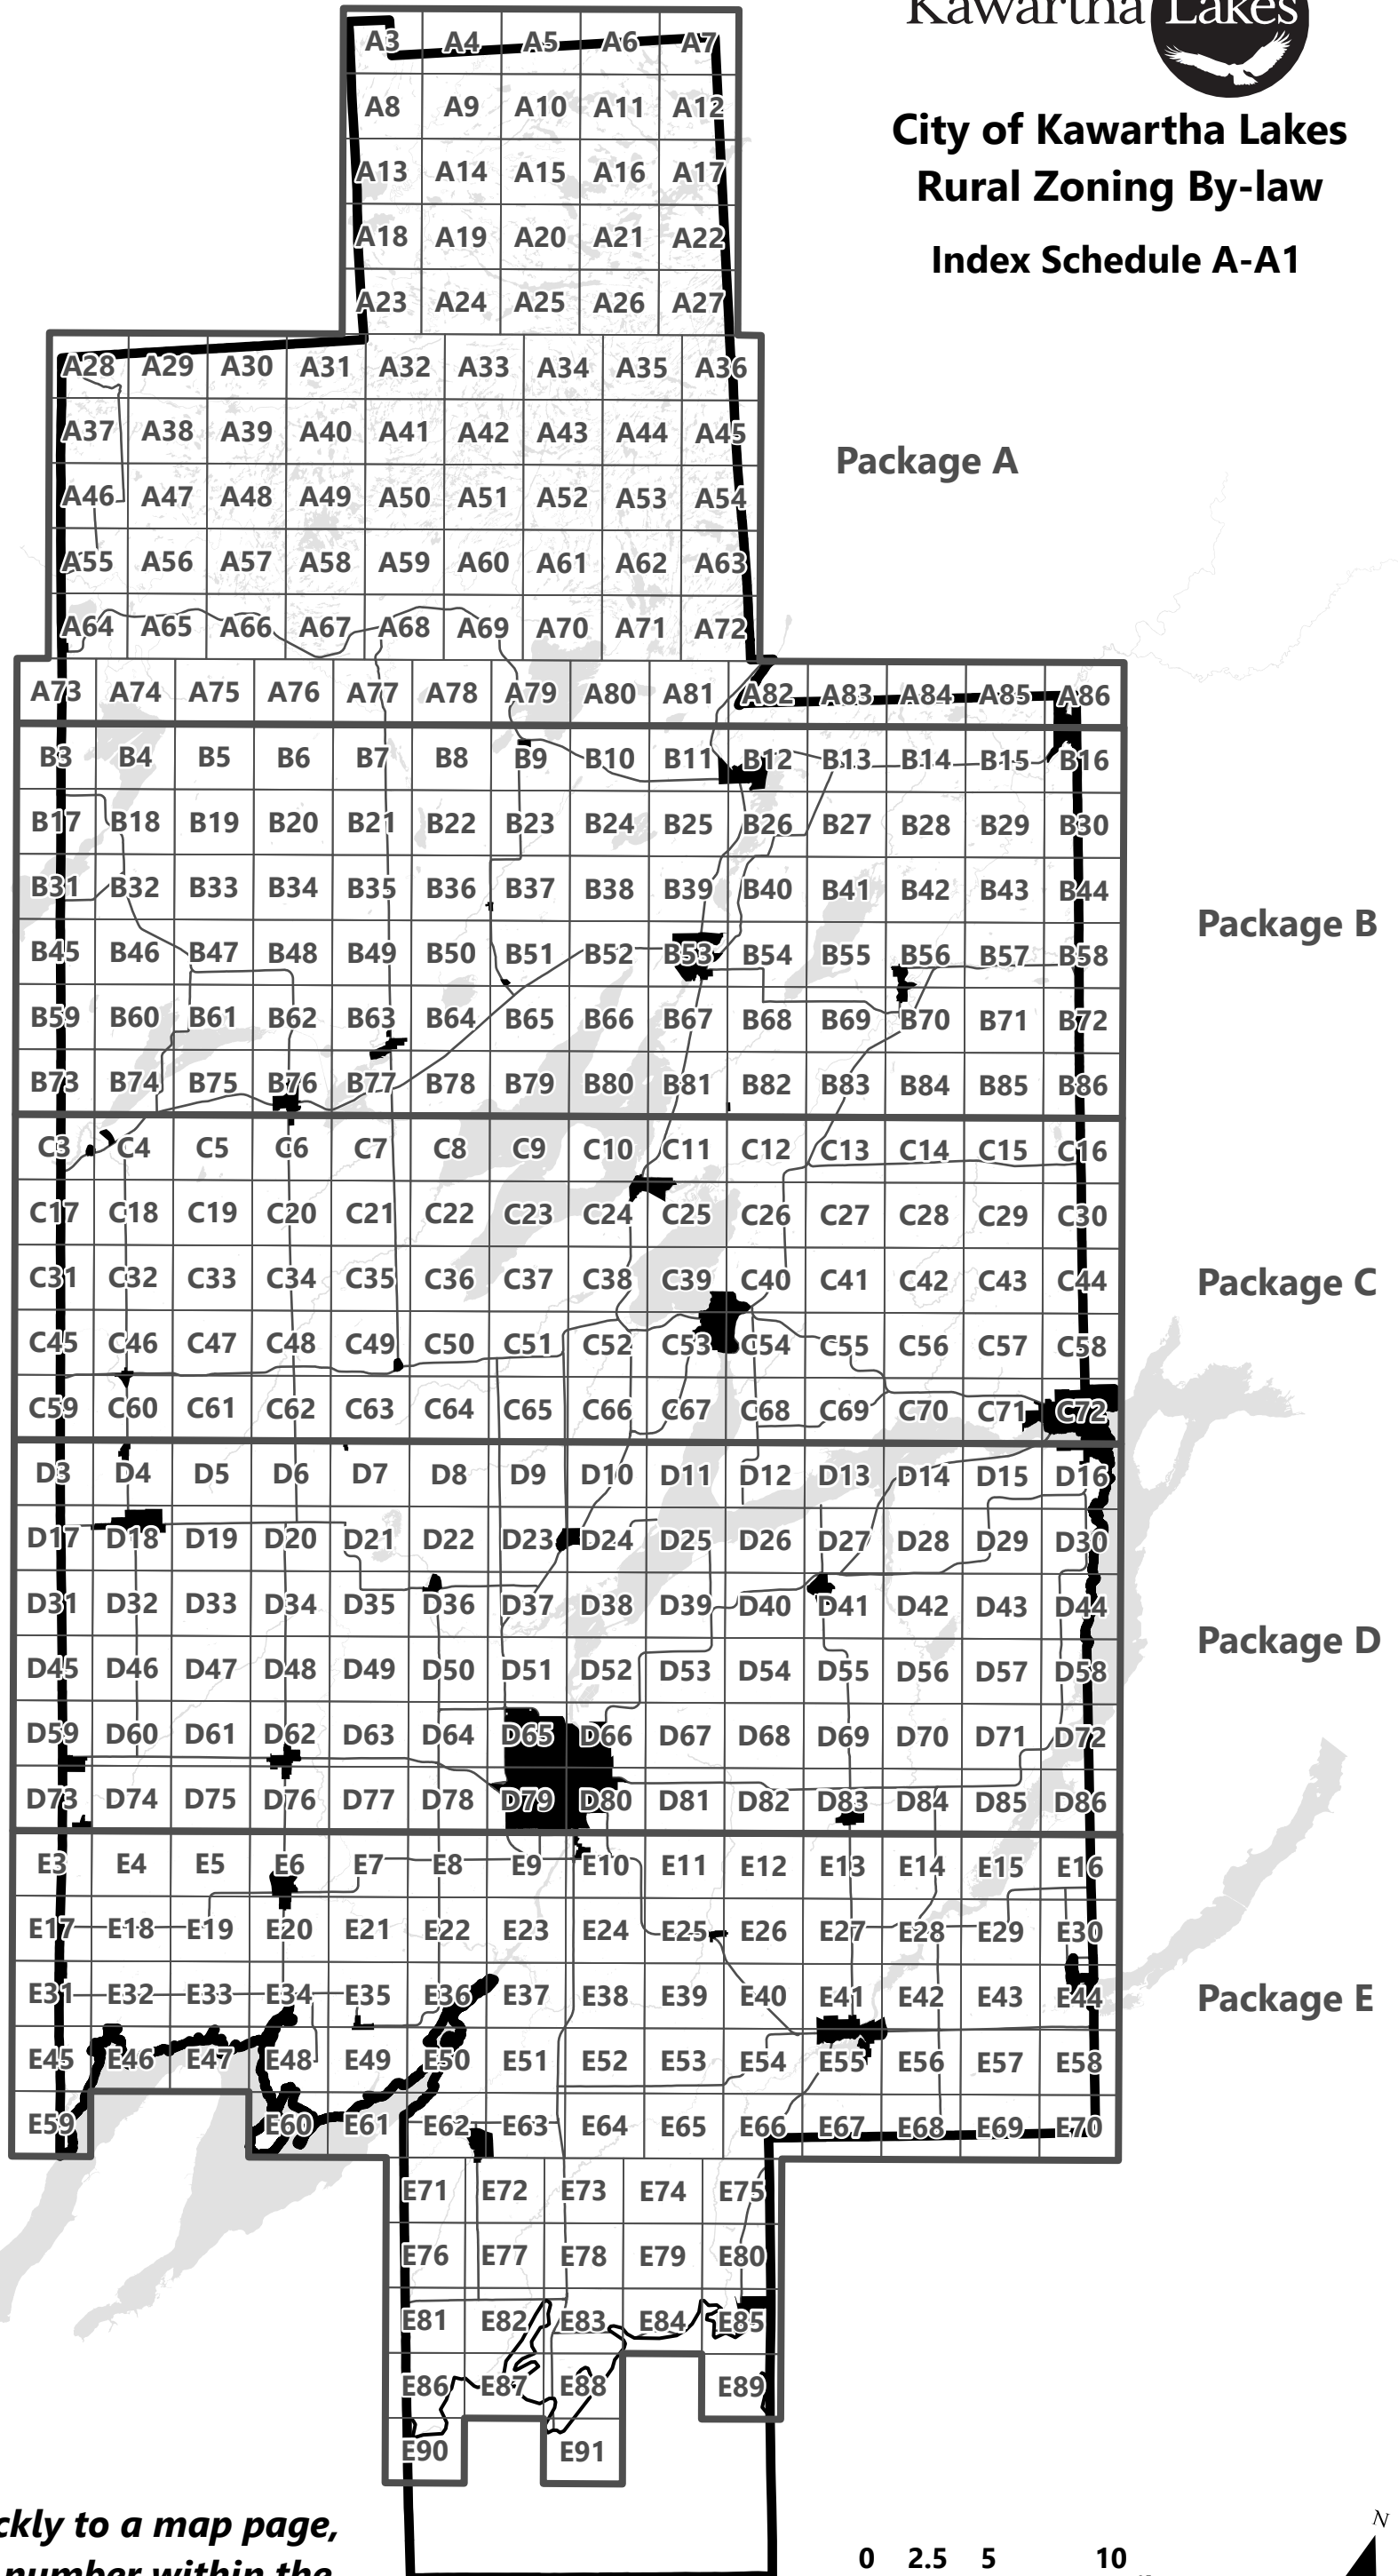 Kawartha Lakes
City of Kawartha Lakes
Rural Zoning By-law
Index Schedule A-A1
A3 A4 A5 A6 A7
A8 A9 A10 A11 A12
A13 A14 A15 A16 A17
A18 A19 A20 A21 A22
A23 A24 A25 A26 A27
A28 A29 A30 A31 A32 A33 A34 A35 A36
A37 A38 A39 A40 A41 A42 A43 A44 A45
Package A
A46 A47 A48 A49 A50 A51 A52 A53 A54
A55 A56 A57 A58 A59 A60 A61 A62 A63
A64 A65 A66 A67 A68 A69 A70 A71 A72
A73 A74 A75 A76 A77 A78 A79 A80 A81 A82 A83 A84 A85 A86
B3 B4 B5 B6 B7 B8 B9 B10 B11 B12 B13 B14 B15 B16
B17 B18 B19 B20 B21 B22 B23 B24 B25 B26 B27 B28 B29 B30
B31 B32 B33 B34 B35 B36 B37 B38 B39 B40 B41 B42 B43 B44
Package B
B45 B46 B47 B48 B49 B50 B51 B52 B53 B54 B55 B56 B57 B58
B59 B60 B61 B62 B63 B64 B65 B66 B67 B68 B69 B70 B71 B72
B73 B74 B75 B76 B77 B78 B79 B80 B81 B82 B83 B84 B85 B86
C3 C4 C5 C6 C7 C8 C9 C10 C11 C12 C13 C14 C15 C16
C17 C18 C19 C20 C21 C22 C23 C24 C25 C26 C27 C28 C29 C30
C31 C32 C33 C34 C35 C36 C37 C38 C39 C40 C41 C42 C43 C44
Package C
C45 C46 C47 C48 C49 C50 C51 C52 C53 C54 C55 C56 C57 C58
C59 C60 C61 C62 C63 C64 C65 C66 C67 C68 C69 C70 C71 C72
D3 D4 D5 D6 D7 D8 D9 D10 D11 D12 D13 D14 D15 D16
D17 D18 D19 D20 D21 D22 D23 D24 D25 D26 D27 D28 D29 D30
D31 D32 D33 D34 D35 D36 D37 D38 D39 D40 D41 D42 D43 D44
Package D
D45 D46 D47 D48 D49 D50 D51 D52 D53 D54 D55 D56 D57 D58
D59 D60 D61 D62 D63 D64 D65 D66 D67 D68 D69 D70 D71 D72
D73 D74 D75 D76 D77 D78 D79 D80 D81 D82 D83 D84 D85 D86
E3 E4 E5 E6 E7 E8 E9 E10 E11 E12 E13 E14 E15 E16
E17 E18 E19 E20 E21 E22 E23 E24 E25 E26 E27 E28 E29 E30
E31 E32 E33 E34 E35 E36 E37 E38 E39 E40 E41 E42 E43 E44
Package E
E45 E46 E47 E48 E49 E50 E51 E52 E53 E54 E55 E56 E57 E58
E59 E60 E61 E62 E63 E64 E65 E66 E67 E68 E69 E70
E71 E72 E73 E74 E75
E76 E77 E78 E79 E80
E81 E82 E83 E84 E85
E86 E87 E88 E89
E90 E91
ckly to a map page,
number within the
0 2.5 5 10
N